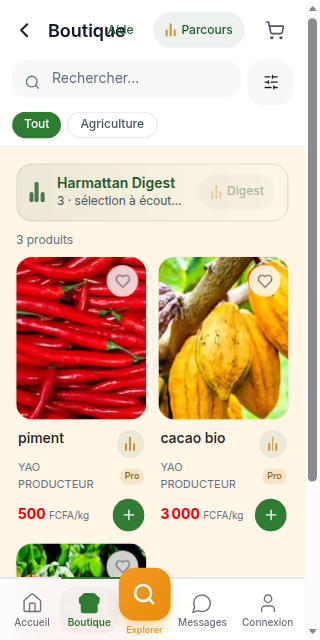 Boutique
Aide
Parcours
Rechercher...
Tout
Agriculture
Harmattan Digest
3 · sélection à écout...
Digest
3 produits
piment
YAO
PRODUCTEUR
Pro
500 FCFA/kg
cacao bio
YAO
PRODUCTEUR
Pro
3 000 FCFA/kg
Accueil
Boutique
Explorer
Messages
Connexion